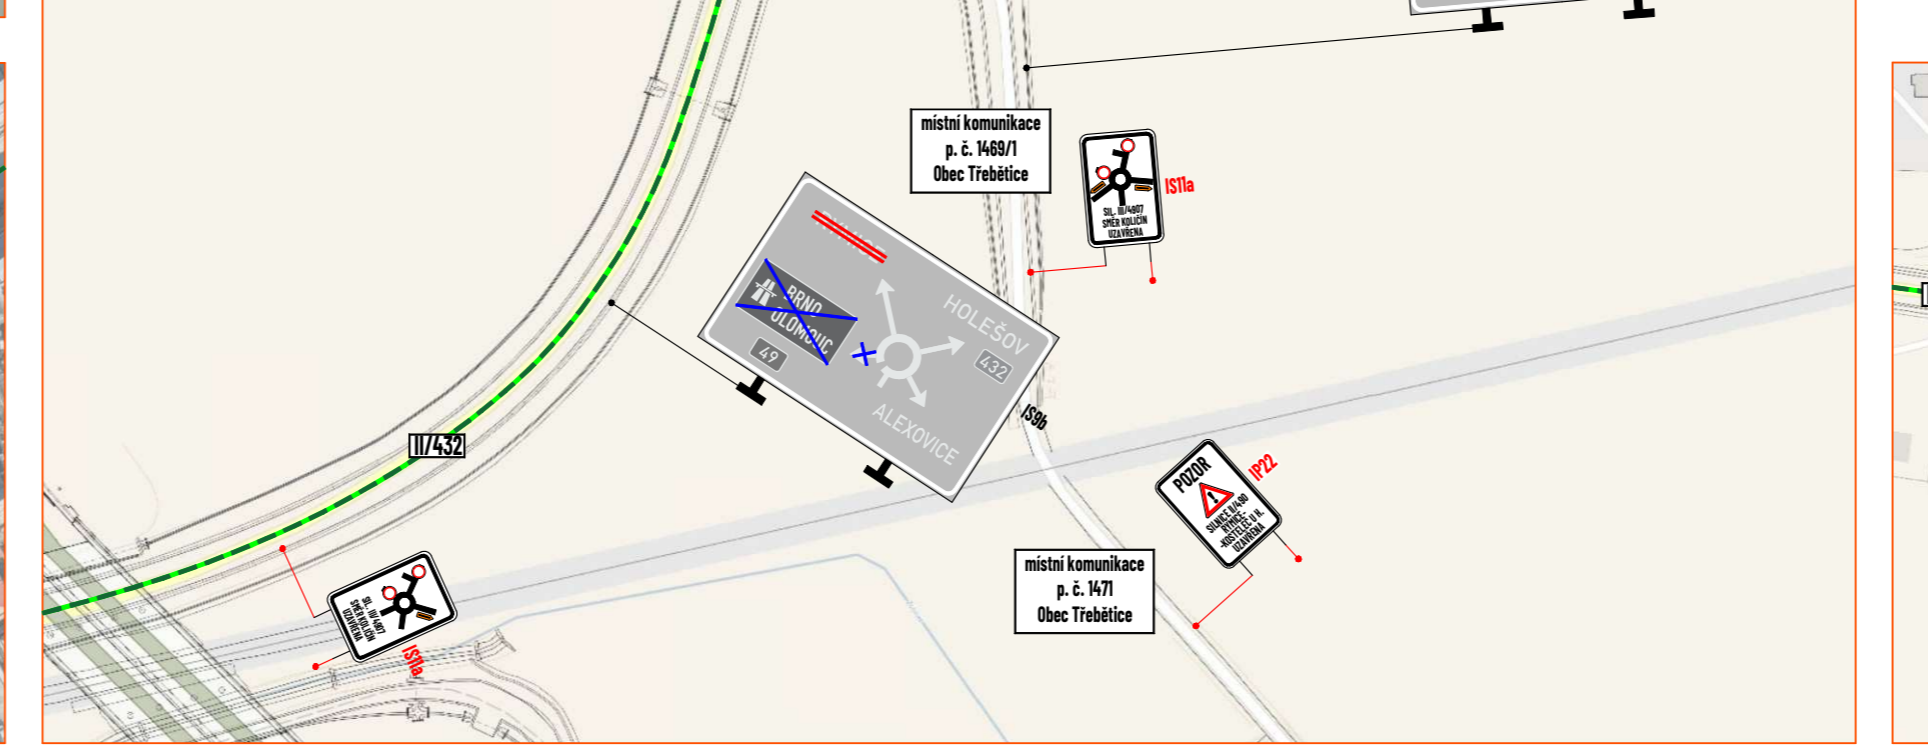 místní komunikace
p. č. 1469/1
Obec Třebětice
SIL. III/4907
SMĚR KOLIČÍN
UZAVŘENA
IS11a
BRNO
OLOMOUC
49
HOLEŠOV
432
ALEXOVICE
IS9b
II/432
POZOR
SILNICE II/490
RYMICE-
-KOSTELEC U H.
UZAVŘENA
IP22
místní komunikace
p. č. 1471
Obec Třebětice
SIL. III/4907
SMĚR KOLIČÍN
UZAVŘENA
IS11a